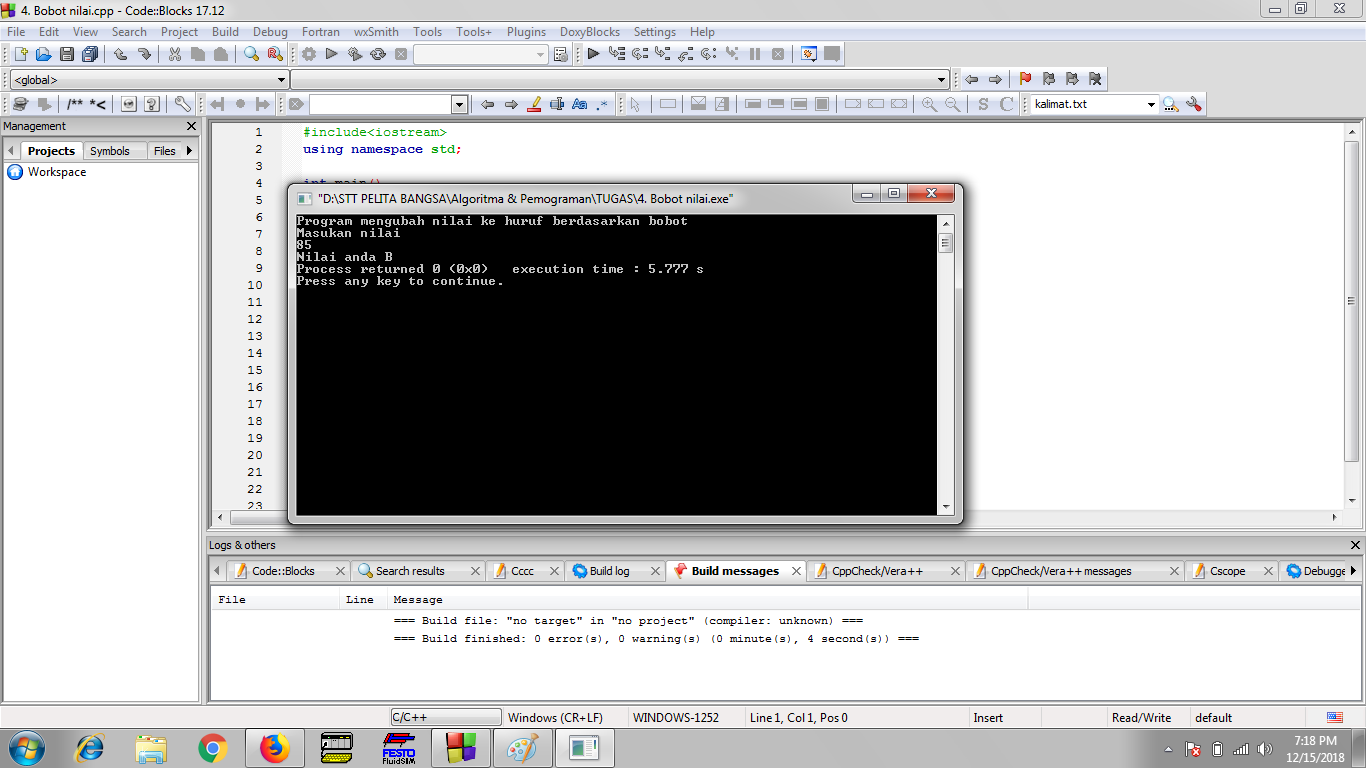 4. Bobot nilai.cpp - Code::Blocks 17.12
File Edit View Search Project Build Debug Fortran wxSmith Tools Tools+ Plugins DoxyBlocks Settings Help
<global>
/** *<
Aa .*
S C
kalimat.txt
Management
Projects Symbols Files
Workspace
1 #include<iostream>
2 using namespace std;
3
4 int main()
5
6
7
8
9
10
11
12
13
14
15
16
17
18
19
20
21
22
23
"D:\STT PELITA BANGSA\Algoritma & Pemograman\TUGAS\4. Bobot nilai.exe"
Program mengubah nilai ke huruf berdasarkan bobot
Masukan nilai
85
Nilai anda B
Process returned 0 (0x0)   execution time : 5.777 s
Press any key to continue.
Logs & others
Code::Blocks Search results Cccc Build log Build messages CppCheck/Vera++ CppCheck/Vera++ messages Cscope Debugge
File Line Message
=== Build file: "no target" in "no project" (compiler: unknown) ===
=== Build finished: 0 error(s), 0 warning(s) (0 minute(s), 4 second(s)) ===
C/C++ Windows (CR+LF) WINDOWS-1252 Line 1, Col 1, Pos 0 Insert Read/Write default
FESTO
FluidSIM
7:18 PM
12/15/2018